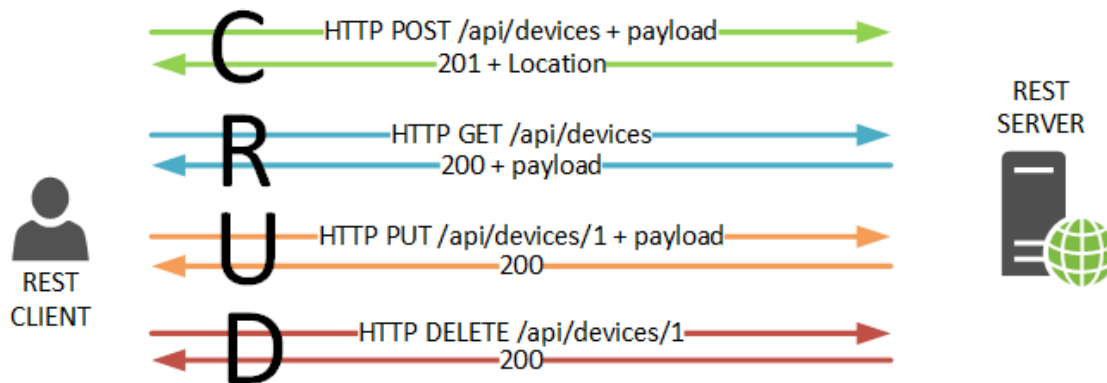 C
HTTP POST /api/devices + payload
201 + Location
R
HTTP GET /api/devices
200 + payload
U
HTTP PUT /api/devices/1 + payload
200
D
HTTP DELETE /api/devices/1
200
REST
CLIENT
REST
SERVER